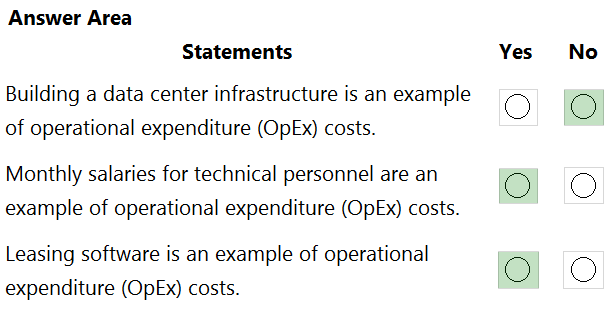 Answer Area
Statements Yes No
Building a data center infrastructure is an example
of operational expenditure (OpEx) costs.
Monthly salaries for technical personnel are an
example of operational expenditure (OpEx) costs.
Leasing software is an example of operational
expenditure (OpEx) costs.